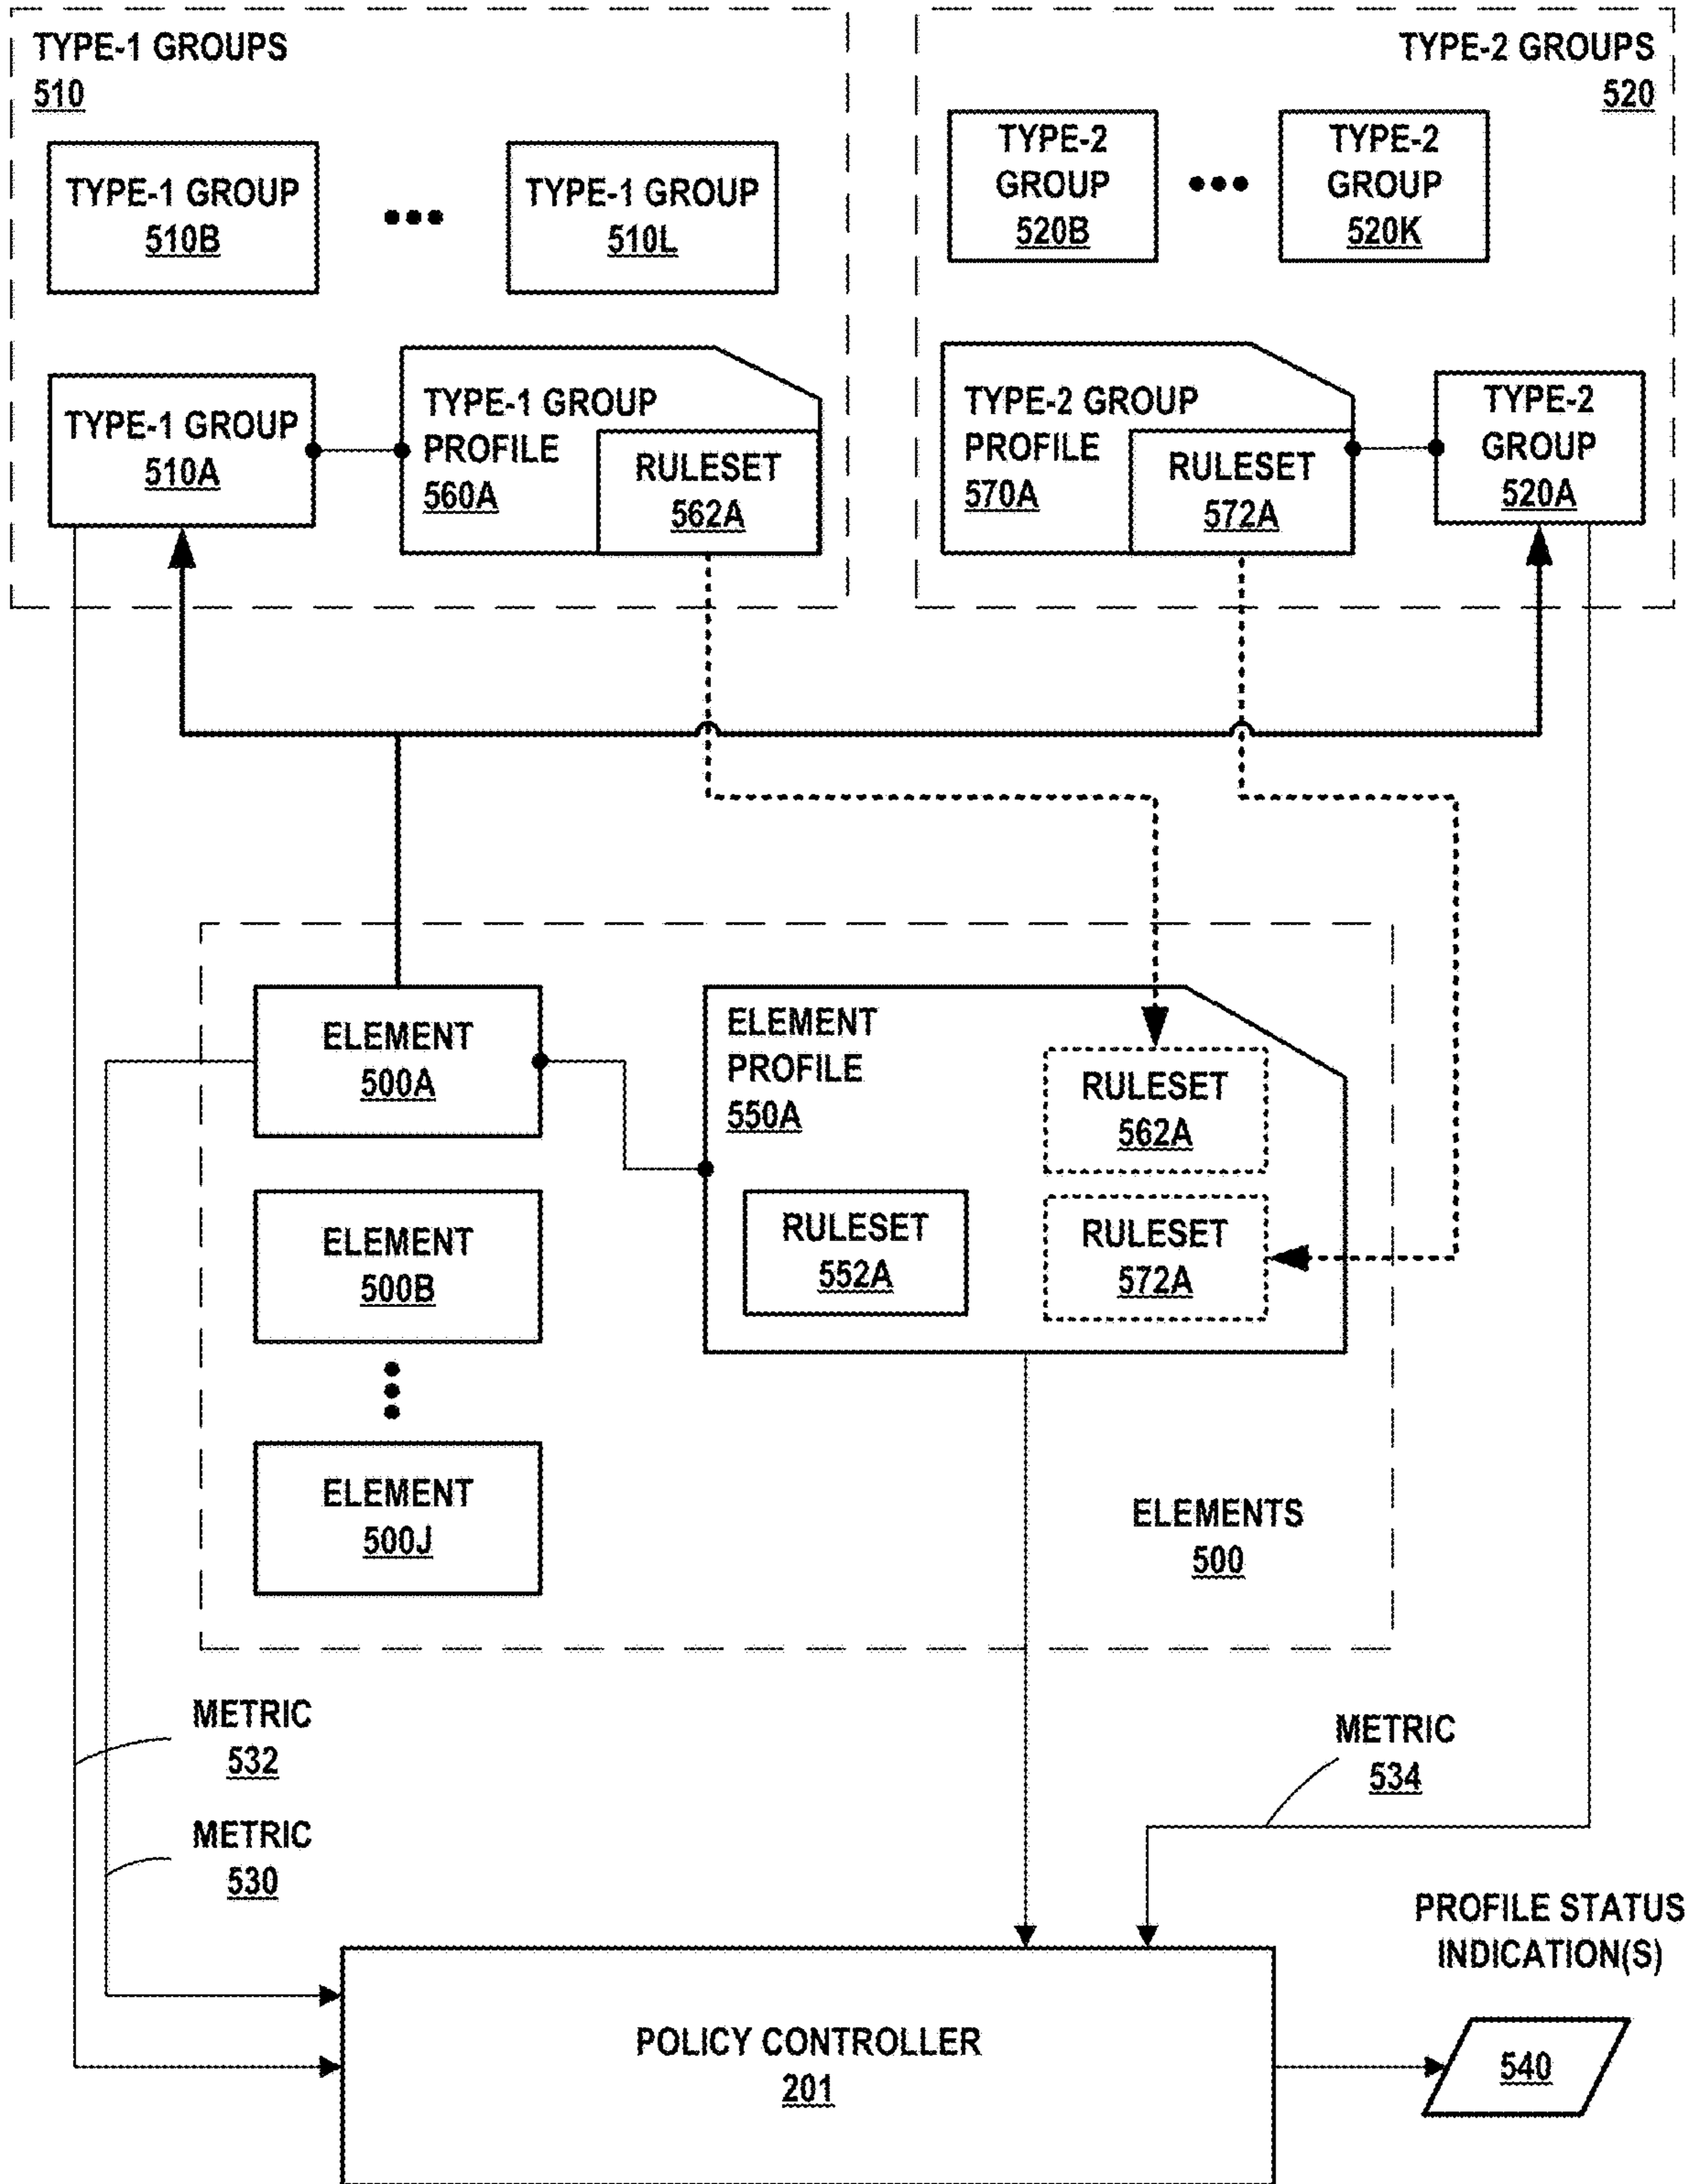 TYPE-1 GROUPS
510
TYPE-2 GROUPS
520
TYPE-1 GROUP
510B
TYPE-1 GROUP
510L
TYPE-2
GROUP
520B
TYPE-2
GROUP
520K
TYPE-1 GROUP
510A
TYPE-1 GROUP
PROFILE
560A
RULESET
562A
TYPE-2 GROUP
PROFILE
570A
RULESET
572A
TYPE-2
GROUP
520A
ELEMENT
500A
ELEMENT
PROFILE
550A
RULESET
562A
RULESET
552A
RULESET
572A
ELEMENT
500B
ELEMENT
500J
ELEMENTS
500
METRIC
532
METRIC
530
METRIC
534
PROFILE STATUS
INDICATION(S)
540
POLICY CONTROLLER
201